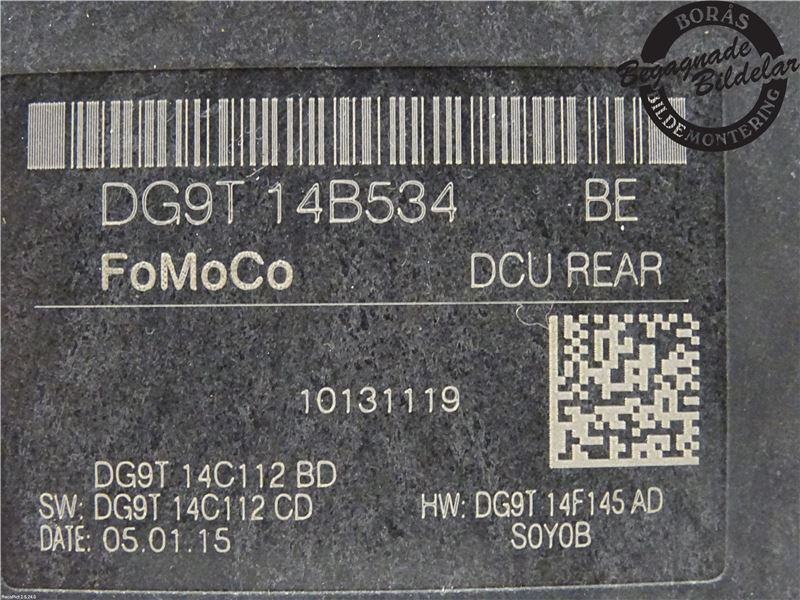 BORÅS
Begagnade
Bildelar
BILDEMONTERING
DG9T 14B534 BE
FoMoCo DCU REAR
10131119
DG9T 14C112 BD
SW: DG9T 14C112 CD HW: DG9T 14F145 AD
DATE: 05.01.15 S0Y0B